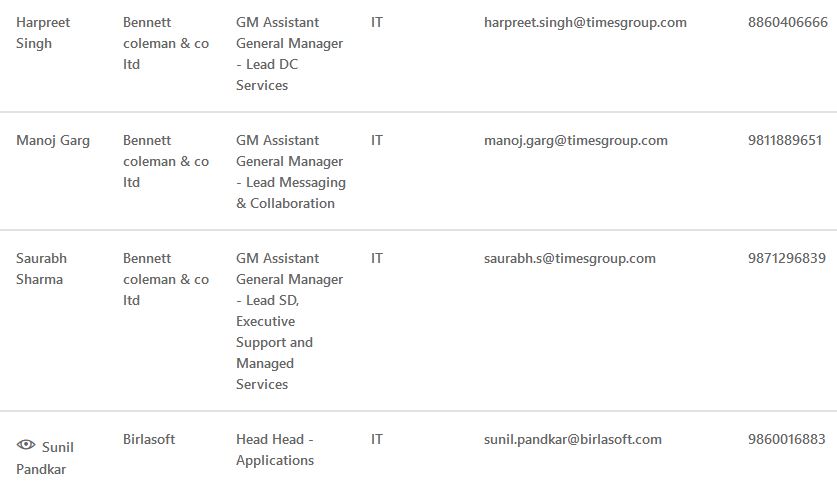 Harpreet Singh
Bennett coleman & co ltd
GM Assistant General Manager - Lead DC Services
IT
harpreet.singh@timesgroup.com
8860406666
Manoj Garg
Bennett coleman & co ltd
GM Assistant General Manager - Lead Messaging & Collaboration
IT
manoj.garg@timesgroup.com
9811889651
Saurabh Sharma
Bennett coleman & co ltd
GM Assistant General Manager - Lead SD, Executive Support and Managed Services
IT
saurabh.s@timesgroup.com
9871296839
Sunil Pandkar
Birlasoft
Head Head - Applications
IT
sunil.pandkar@birlasoft.com
9860016883